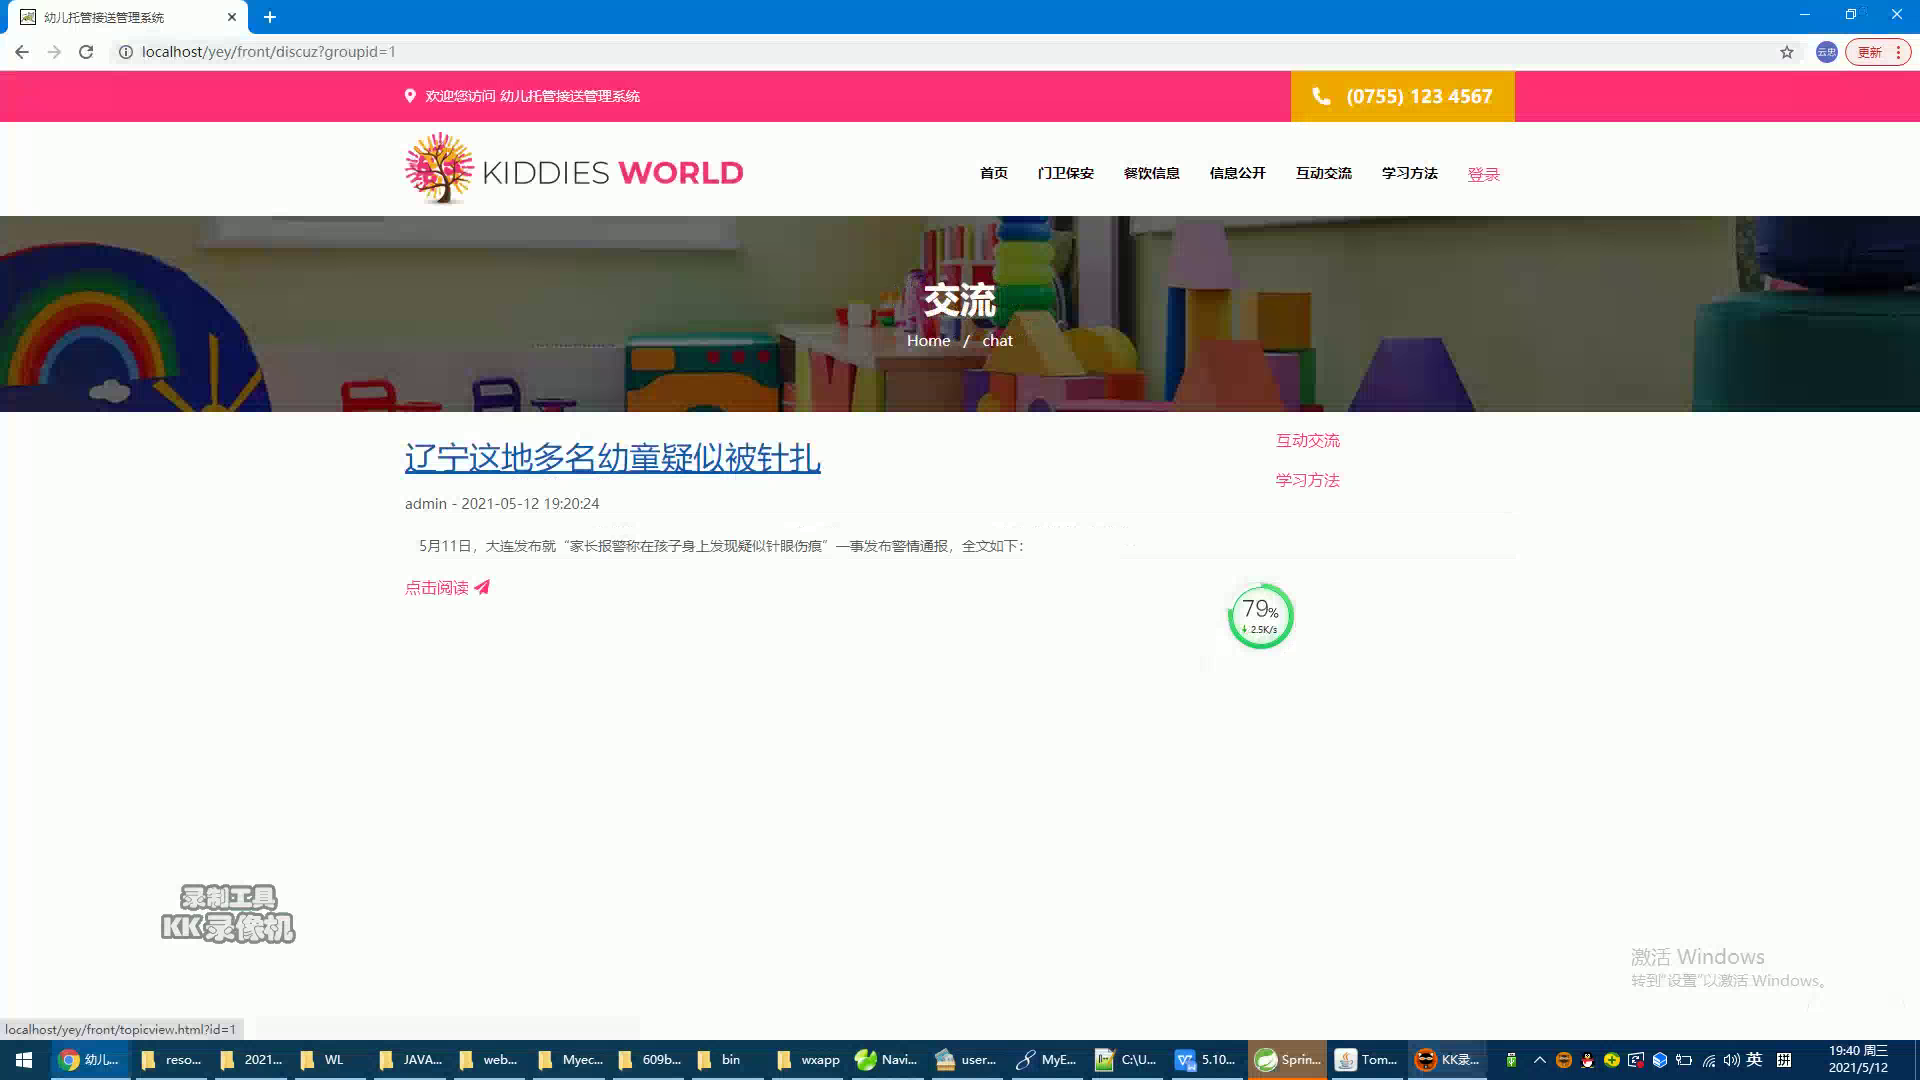 幼儿托管接送管理系统
localhost/yey/front/discuz?groupid=1
云忠
更新
欢迎您访问 幼儿托管接送管理系统
(0755) 123 4567
KIDDIES WORLD
首页
门卫保安
餐饮信息
信息公开
互动交流
学习方法
登录
交流
Home / chat
辽宁这地多名幼童疑似被针扎
互动交流
学习方法
admin - 2021-05-12 19:20:24
5月11日，大连发布就“家长报警称在孩子身上发现疑似针眼伤痕”一事发布警情通报，全文如下：
点击阅读
79%
2.5K/s
录制工具
KK录像机
激活 Windows
转到"设置"以激活 Windows。
localhost/yey/front/topicview.html?id=1
幼儿...
reso...
2021...
WL
JAVA...
web...
Myec...
609b...
bin
wxapp
Navi...
user...
MyE...
C:\U...
5.10...
Sprin...
Tom...
KK录...
英
拼
19:40 周三
2021/5/12